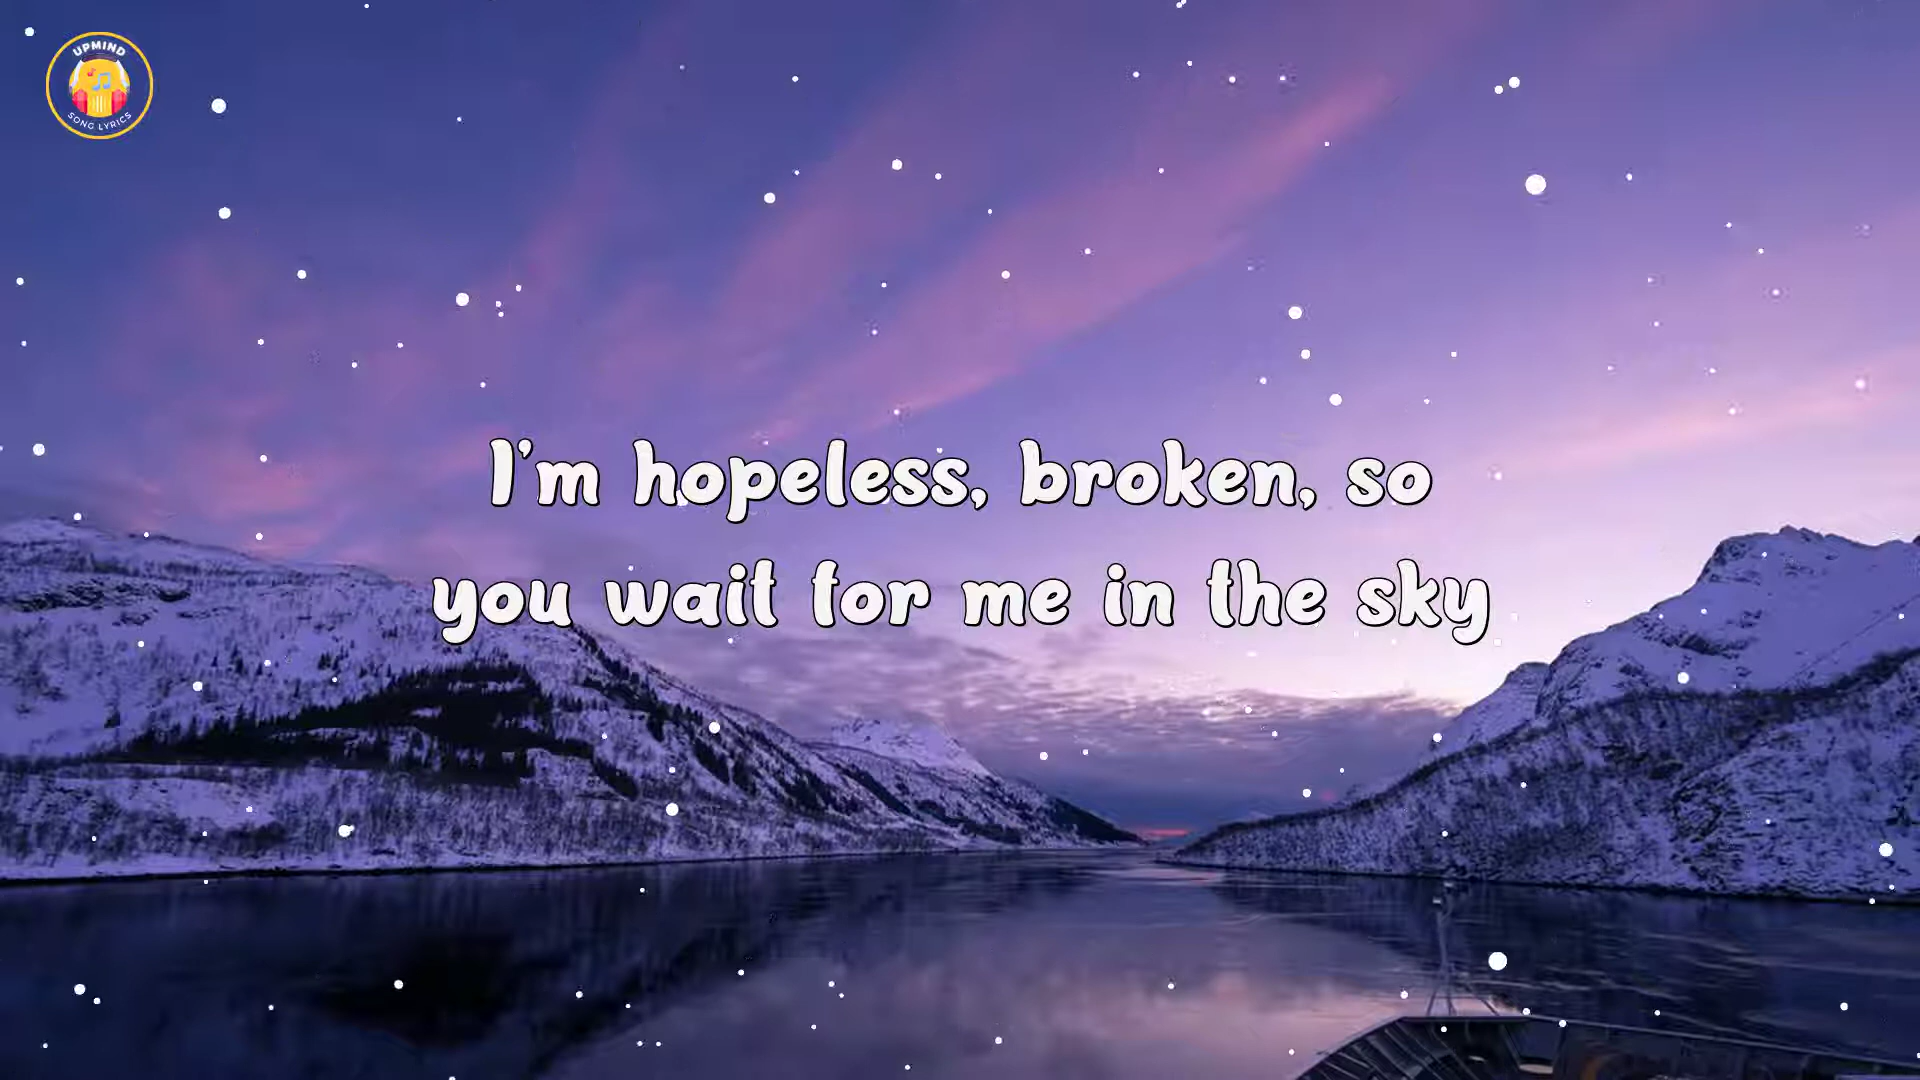 UPMIND
SONG LYRICS
I'm hopeless, broken, so
you wait for me in the sky